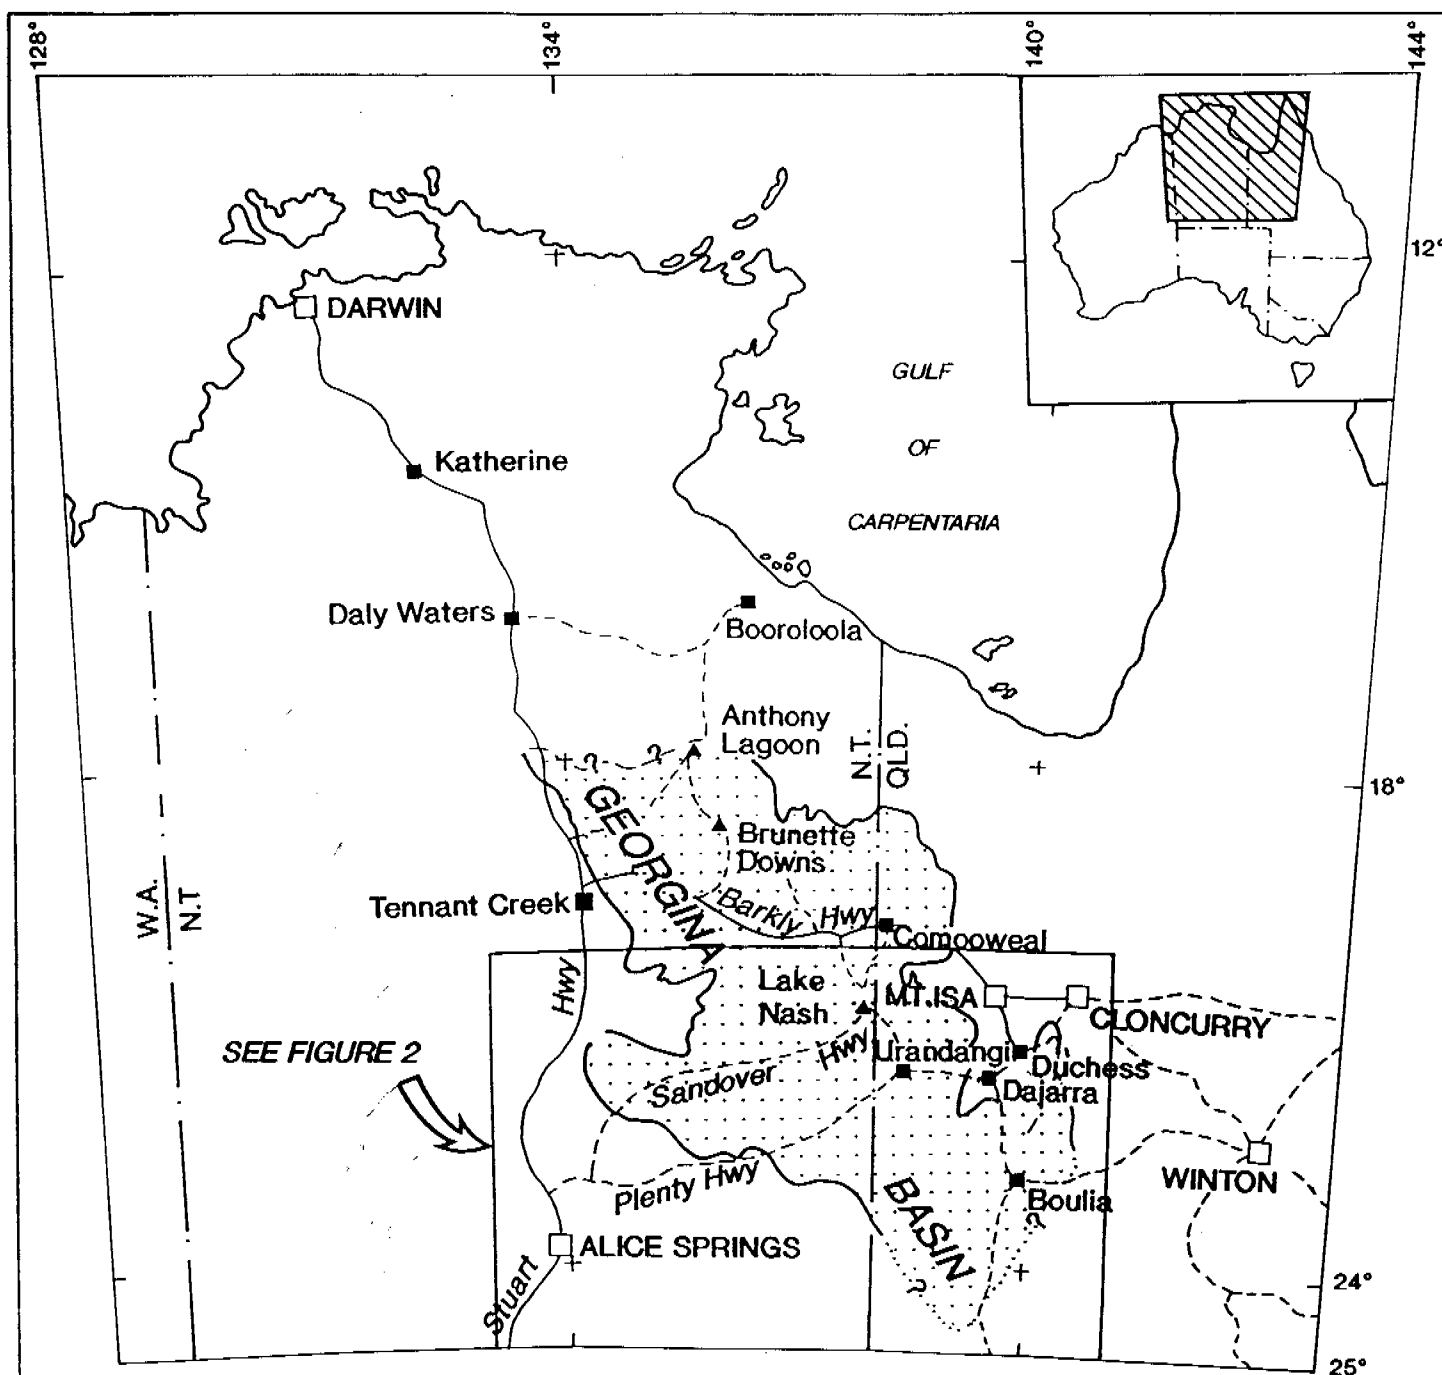 128°
134°
140°
144°
12°
DARWIN
GULF
OF
CARPENTARIA
Katherine
Daly Waters
Booroloola
Anthony
Lagoon
N.T.
QLD.
?
?
18°
GEORGINA
Brunette
Downs
W.A.
N.T
Tennant Creek
Barkly
Hwy
Comooweal
Hwy
Lake
Nash
MT.ISA
CLONCURRY
SEE FIGURE 2
Hwy
Urandangi
Duchess
Dajarra
Sandover
WINTON
Plenty Hwy
BASIN
Boulia
?
ALICE SPRINGS
?
Stuart
24°
25°